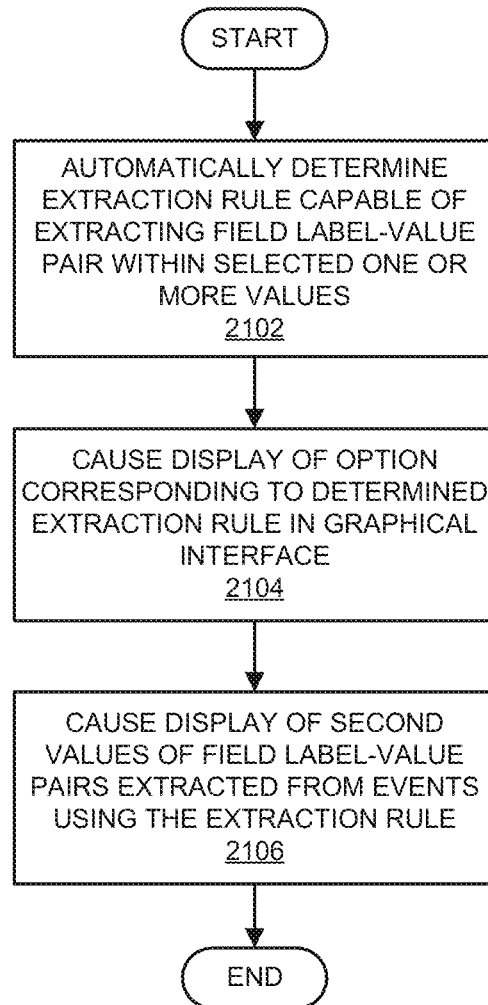 START
AUTOMATICALLY DETERMINE
EXTRACTION RULE CAPABLE OF
EXTRACTING FIELD LABEL-VALUE
PAIR WITHIN SELECTED ONE OR
MORE VALUES
2102
CAUSE DISPLAY OF OPTION
CORRESPONDING TO DETERMINED
EXTRACTION RULE IN GRAPHICAL
INTERFACE
2104
CAUSE DISPLAY OF SECOND
VALUES OF FIELD LABEL-VALUE
PAIRS EXTRACTED FROM EVENTS
USING THE EXTRACTION RULE
2106
END